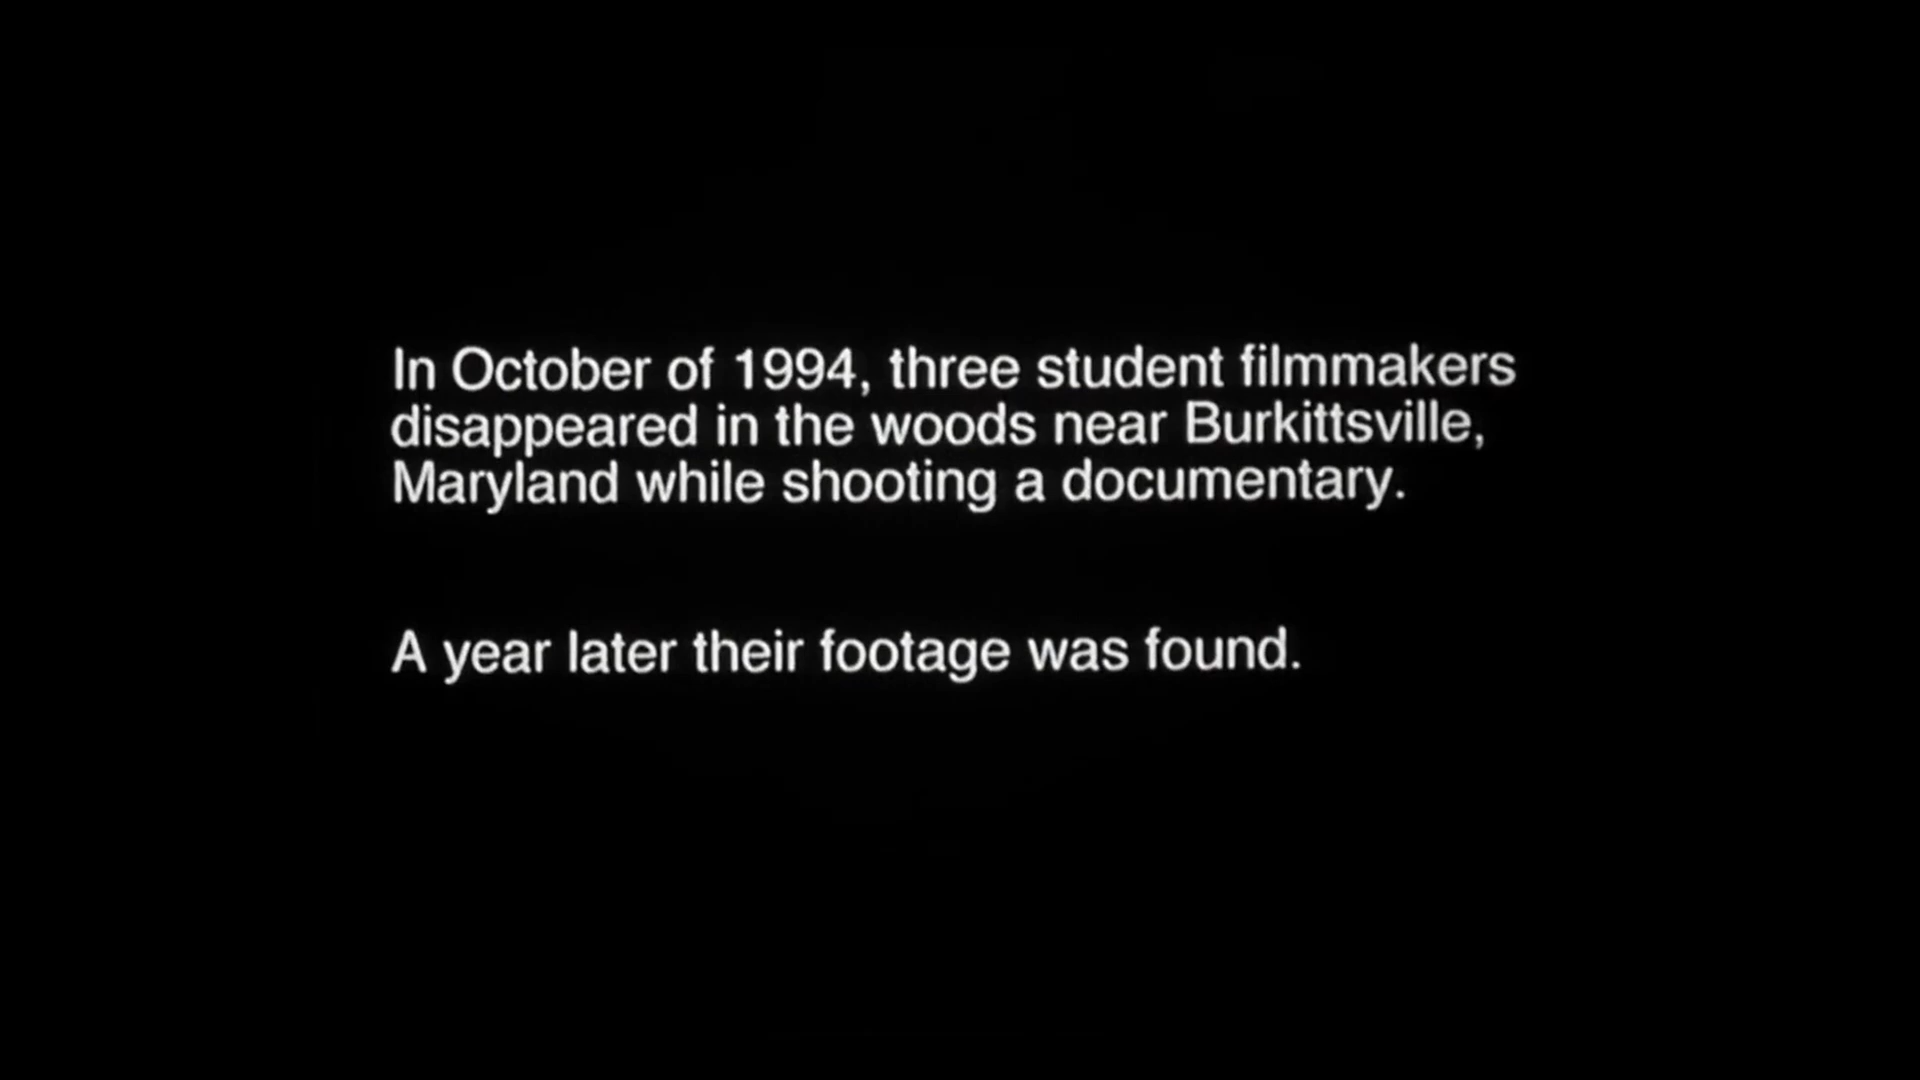 In October of 1994, three student filmmakers
disappeared in the woods near Burkittsville,
Maryland while shooting a documentary.
A year later their footage was found.